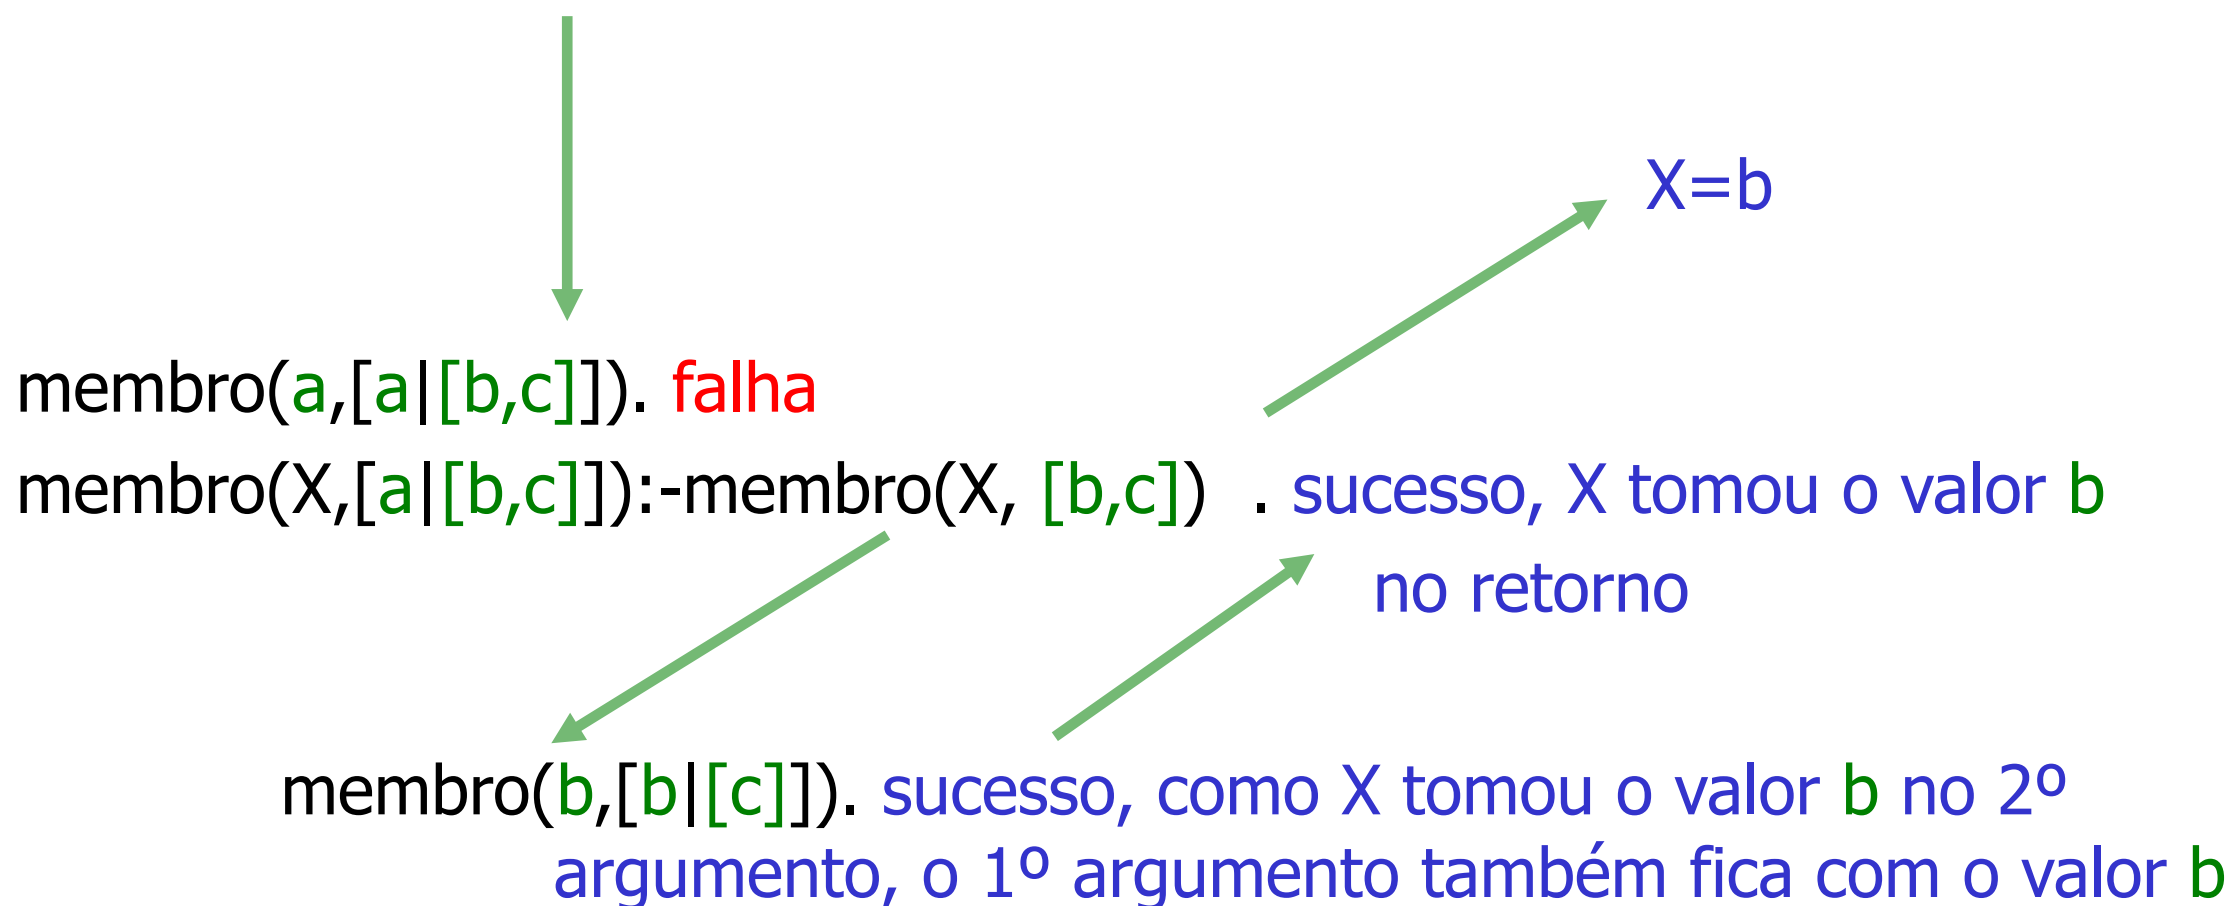 X=b
membro(a,[a|[b,c]]). falha
membro(X,[a|[b,c]]):-membro(X, [b,c]) . sucesso, X tomou o valor b
no retorno
membro(b,[b|[c]]). sucesso, como X tomou o valor b no 2º
argumento, o 1º argumento também fica com o valor b